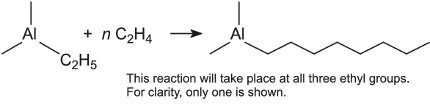 Al + n C₂H₄ Al
C₂H₅
This reaction will take place at all three ethyl groups.
For clarity, only one is shown.